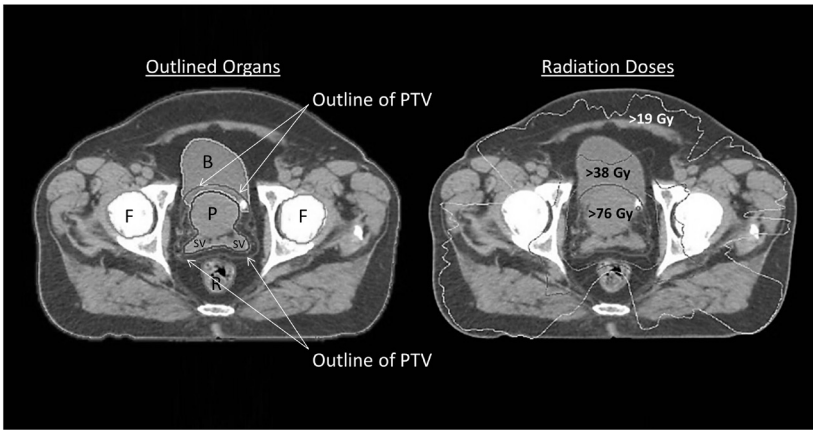 Outlined Organs
Radiation Doses
Outline of PTV
>19 Gy
B
>38 Gy
F
P
F
>76 Gy
SV
SV
R
Outline of PTV